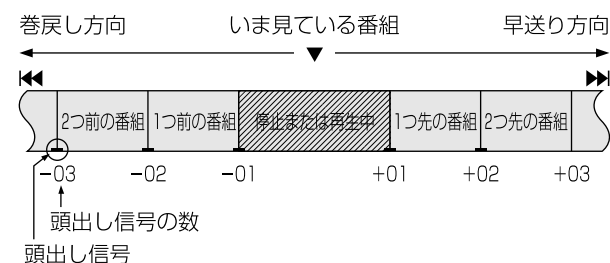 巻戻し方向 いま見ている番組 早送り方向
2つ前の番組 1つ前の番組 停止または再生中 1つ先の番組 2つ先の番組
-03 -02 -01 +01 +02 +03
頭出し信号の数
頭出し信号